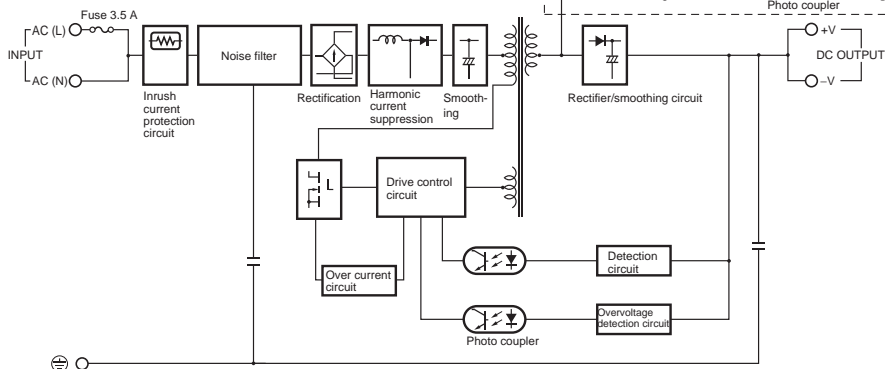 Photo coupler
Fuse 3.5 A
AC (L)
INPUT
AC (N)
Noise filter
+V
DC OUTPUT
−V
Inrush
current
protection
circuit
Rectification
Harmonic
current
suppression
Smooth-
ing
Rectifier/smoothing circuit
Drive control
circuit
Over current
circuit
Detection
circuit
Overvoltage
detection circuit
Photo coupler